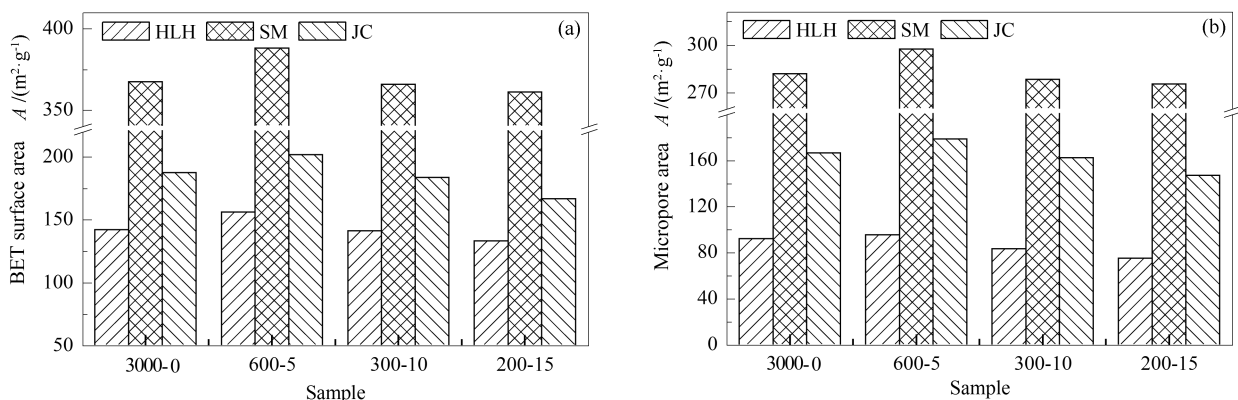 HLH SM JC (a)
400
350
200
150
100
50
BET surface area A /(m²·g⁻¹)
3000-0 600-5 300-10 200-15
Sample
HLH SM JC (b)
300
270
160
120
80
40
0
Micropore area A /(m²·g⁻¹)
3000-0 600-5 300-10 200-15
Sample